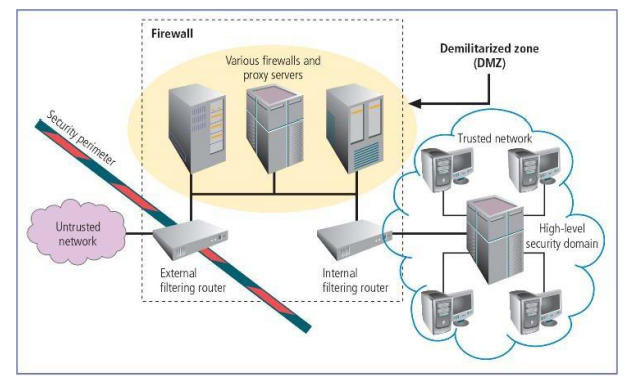 Firewall
Various firewalls and
proxy servers
Demilitarized zone
(DMZ)
Security perimeter
Trusted network
Untrusted
network
High-level
security domain
External
filtering router
Internal
filtering router